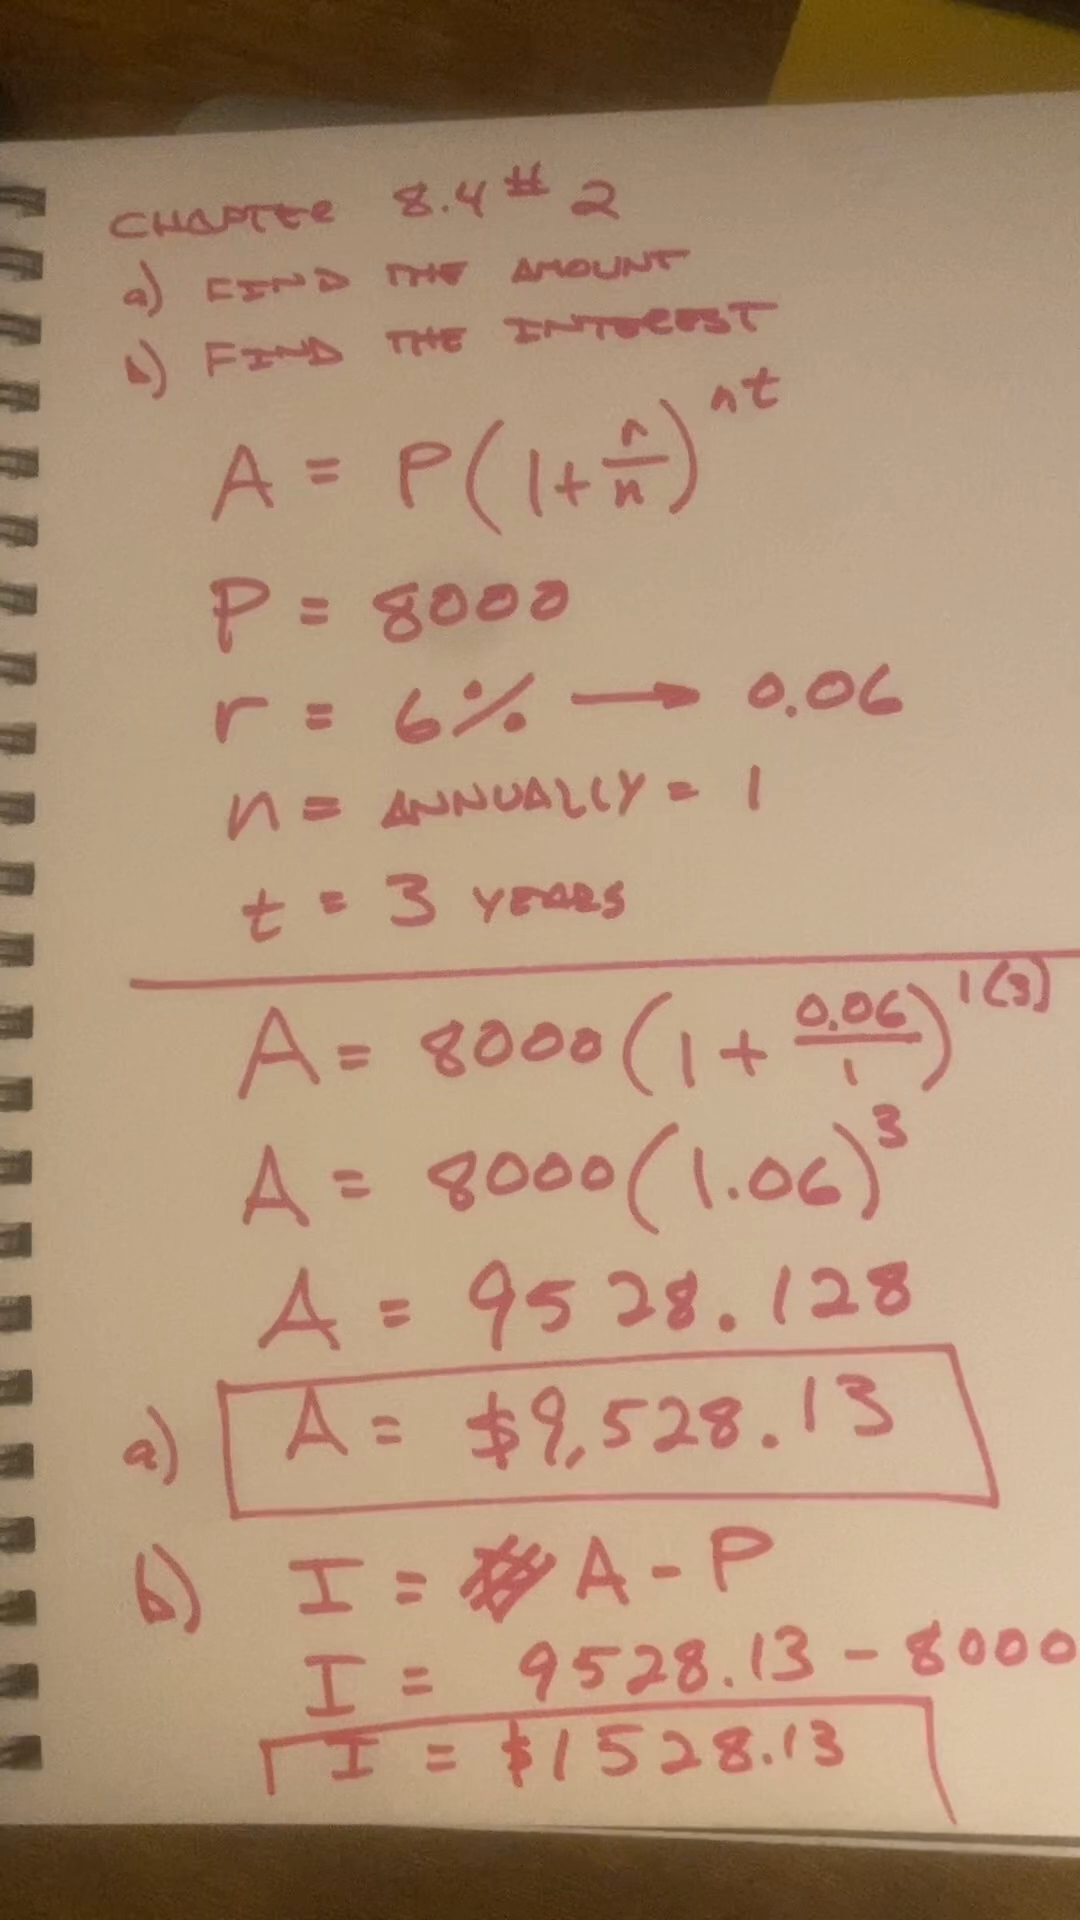 CHAPTER 8.4 # 2
a) FIND THE AMOUNT
b) FIND THE INTEREST
A = P(1+r/n)^nt
P = 8000
r = 6% → 0.06
n = ANNUALLY = 1
t = 3 YEARS
A = 8000(1 + 0.06/1)^1(3)
A = 8000(1.06)^3
A = 9528.128
a) A = $9,528.13
b) I = A - P
I = 9528.13 - 8000
I = $1528.13